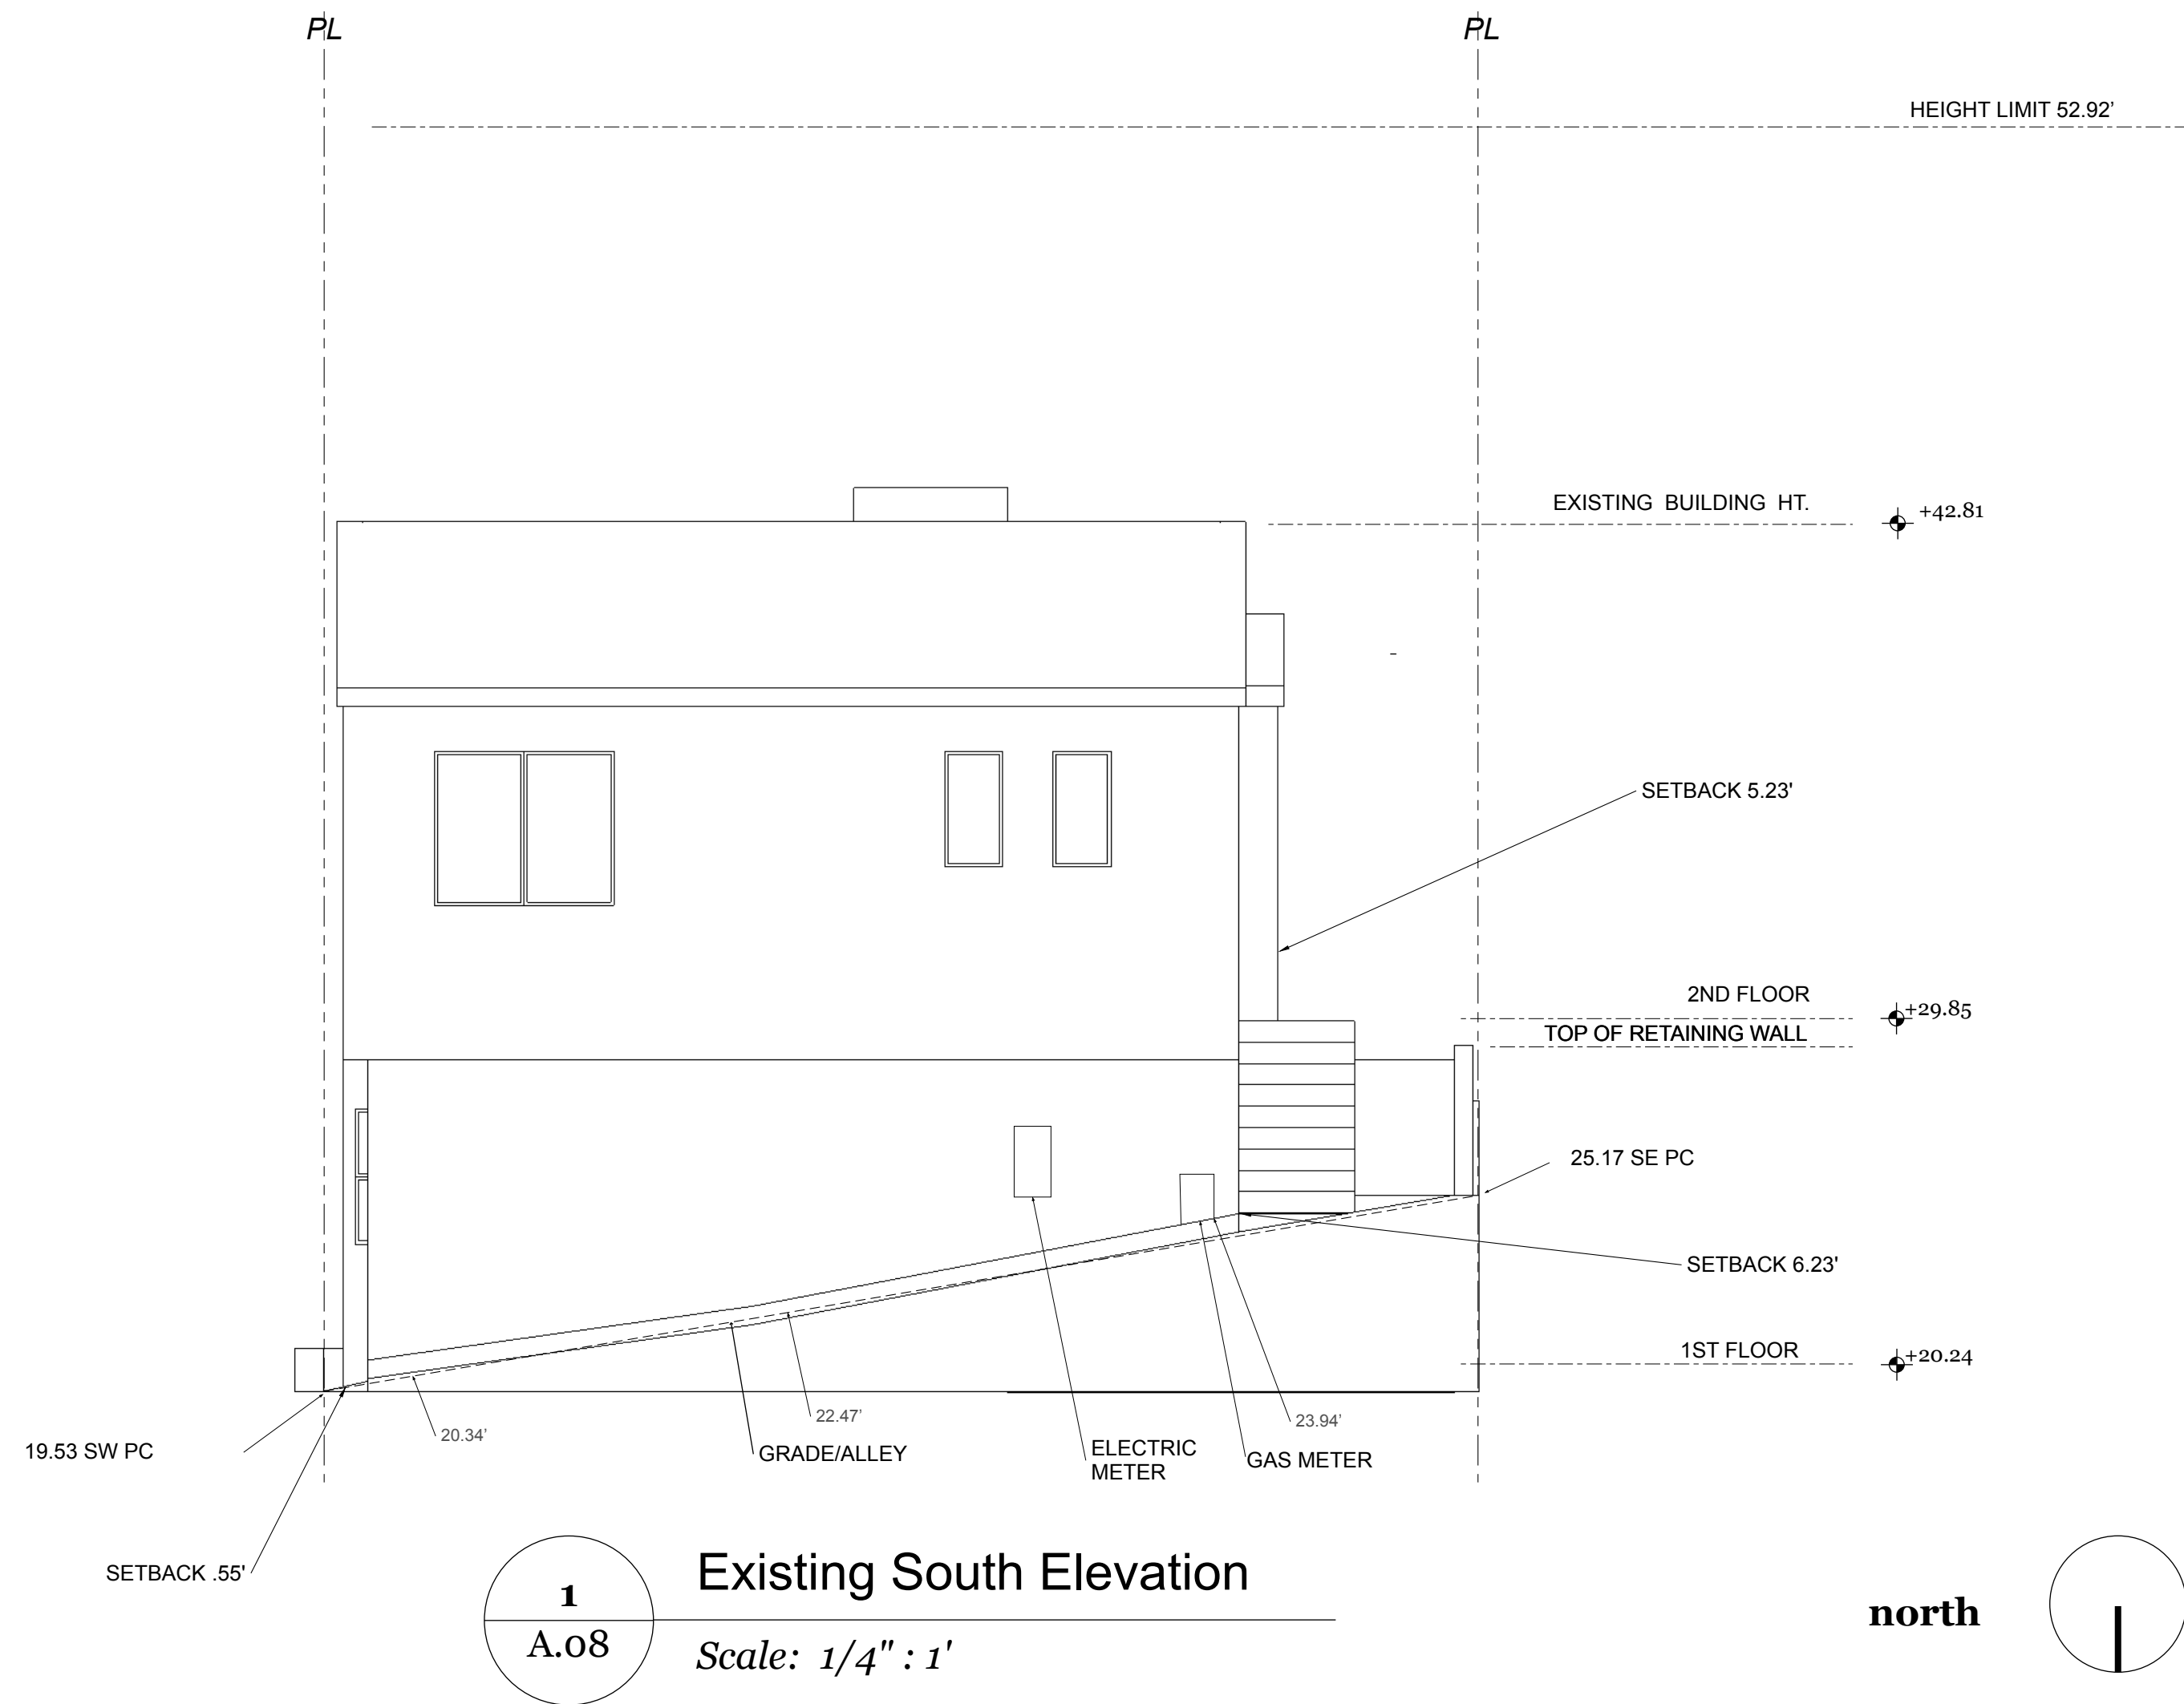 PL
PL
HEIGHT LIMIT 52.92’
EXISTING BUILDING HT.
+42.81
SETBACK 5.23'
2ND FLOOR
+29.85
TOP OF RETAINING WALL
25.17 SE PC
SETBACK 6.23'
1ST FLOOR
+20.24
22.47’
23.94’
20.34’
19.53 SW PC
GRADE/ALLEY
ELECTRIC
METER
GAS METER
SETBACK .55'
1
A.08
Existing South Elevation
Scale: 1/4" : 1'
north